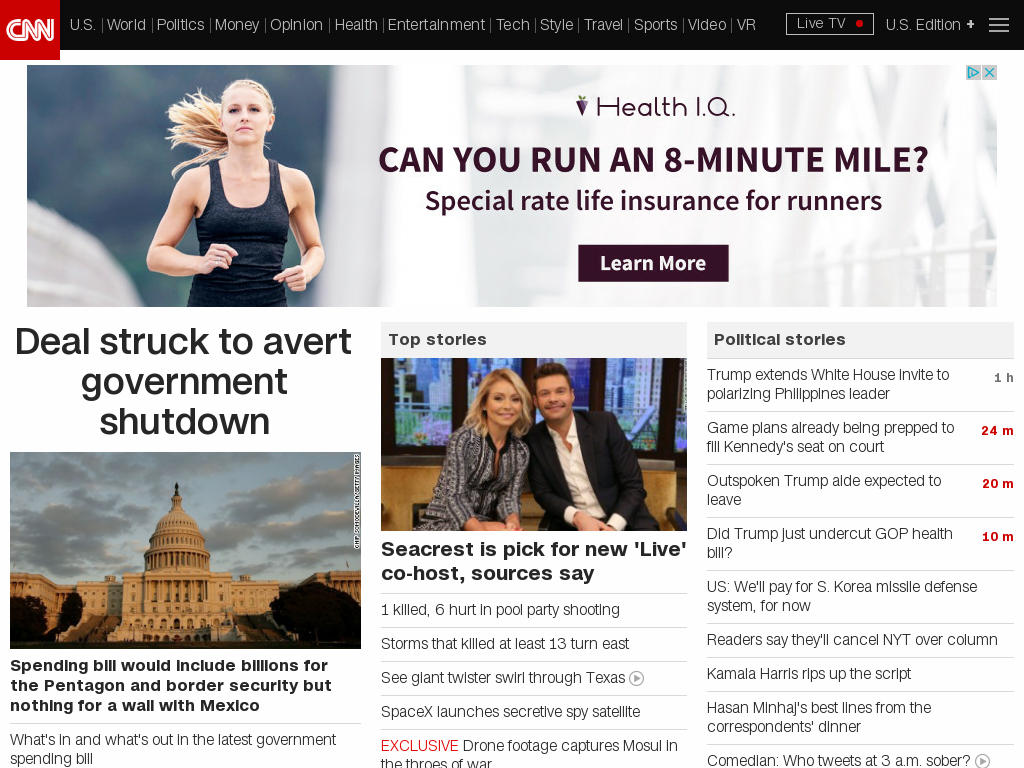 CNN
U.S. World Politics Money Opinion Health Entertainment Tech Style Travel Sports Video VR
Live TV
U.S. Edition +
Health I.Q.
CAN YOU RUN AN 8-MINUTE MILE?
Special rate life insurance for runners
Learn More
Deal struck to avert
government
shutdown
Spending bill would include billions for
the Pentagon and border security but
nothing for a wall with Mexico
What's in and what's out in the latest government
spending bill
Top stories
Seacrest is pick for new 'Live'
co-host, sources say
1 killed, 6 hurt in pool party shooting
Storms that killed at least 13 turn east
See giant twister swirl through Texas
SpaceX launches secretive spy satellite
EXCLUSIVE Drone footage captures Mosul in
the throes of war
Political stories
Trump extends White House invite to
polarizing Philippines leader
1 h
Game plans already being prepped to
fill Kennedy's seat on court
24 m
Outspoken Trump aide expected to
leave
20 m
Did Trump just undercut GOP health
bill?
10 m
US: We'll pay for S. Korea missile defense
system, for now
Readers say they'll cancel NYT over column
Kamala Harris rips up the script
Hasan Minhaj's best lines from the
correspondents' dinner
Comedian: Who tweets at 3 a.m. sober?